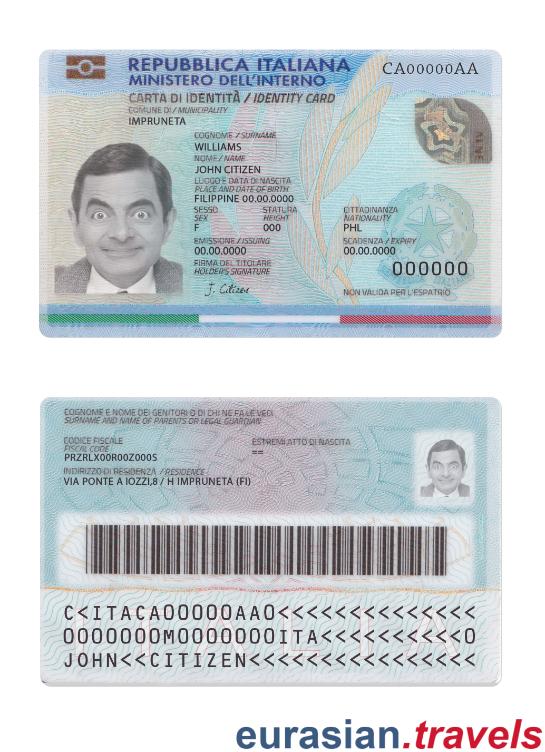 REPUBBLICA ITALIANA
MINISTERO DELL'INTERNO
CA00000AA
CARTA DI IDENTITÀ / IDENTITY CARD
COMUNE DI / MUNICIPALITY
IMPRUNETA
COGNOME / SURNAME
WILLIAMS
NOME / NAME
JOHN CITIZEN
LUOGO E DATA DI NASCITA
PLACE AND DATE OF BIRTH
FILIPPINE 00.00.0000
SESSO STATURA CITTADINANZA
SEX HEIGHT NATIONALITY
F 000 PHL
EMISSIONE / ISSUING SCADENZA / EXPIRY
00.00.0000 00.00.0000
FIRMA DEL TITOLARE
HOLDER'S SIGNATURE
000000
J. Citizen
NON VALIDA PER L'ESPATRIO
COGNOME E NOME DEI GENITORI O DI CHI NE FA LE VECI
SURNAME AND NAME OF PARENTS OR LEGAL GUARDIAN
CODICE FISCALE ESTREMI ATTO DI NASCITA
FISCAL CODE
PRZRLX00R00Z000S ==
INDIRIZZO DI RESIDENZA / RESIDENCE
VIA PONTE A IOZZI,8 / H IMPRUNETA (FI)
C<ITACA00000AA0<<<<<<<<<<<<<<<
0000000M0000000ITA<<<<<<<<<<<0
JOHN<<CITIZEN<<<<<<<<<<<<<<<<<
ITALIA
eurasian.travels